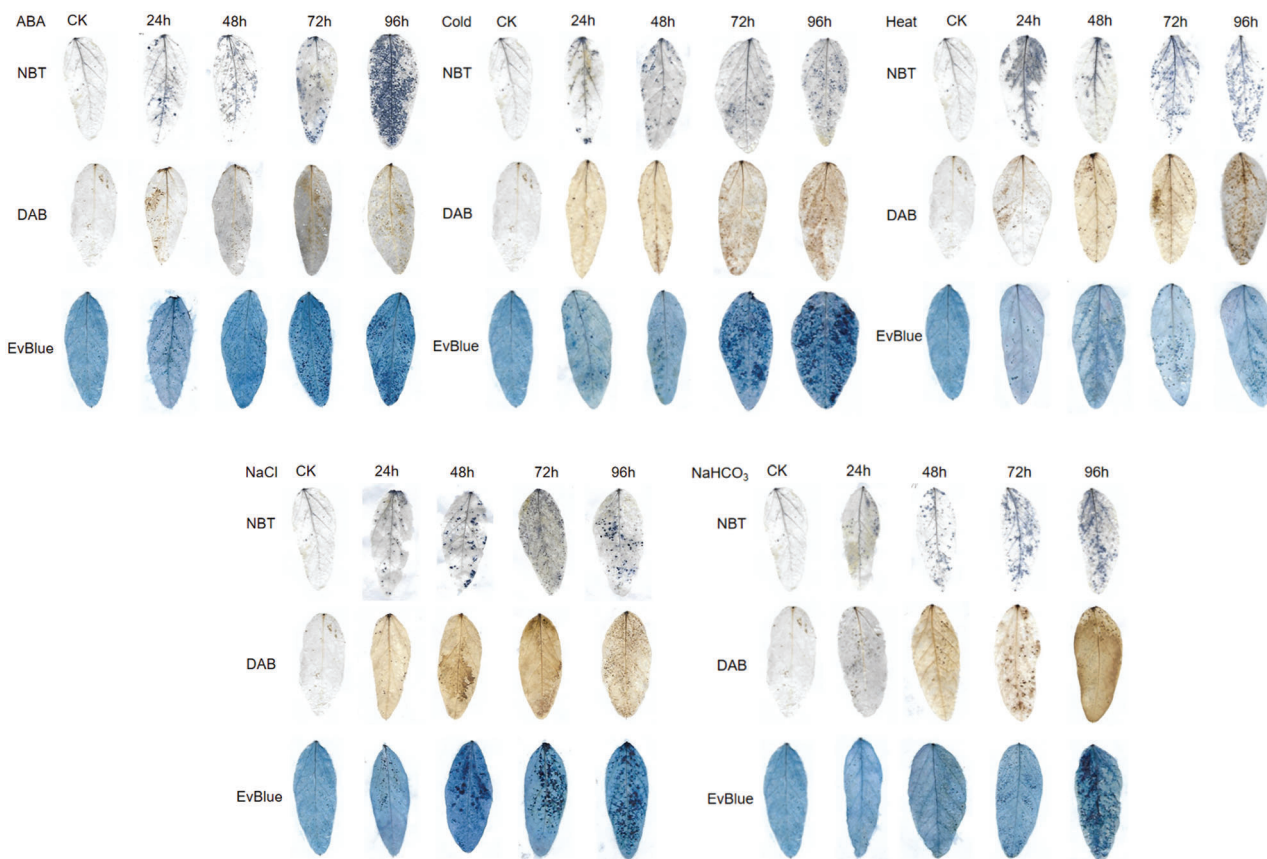 ABA CK 24h 48h 72h 96h
NBT
DAB
EvBlue
Cold CK 24h 48h 72h 96h
NBT
DAB
EvBlue
Heat CK 24h 48h 72h 96h
NBT
DAB
EvBlue
NaCl CK 24h 48h 72h 96h
NBT
DAB
EvBlue
NaHCO₃ CK 24h 48h 72h 96h
NBT
DAB
EvBlue